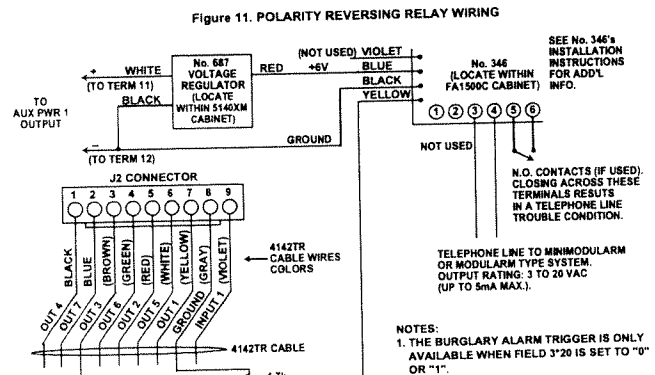 Figure 11. POLARITY REVERSING RELAY WIRING
TO
AUX PWR 1
OUTPUT
+
WHITE
(TO TERM 11)
BLACK
–
(TO TERM 12)
No. 687
VOLTAGE
REGULATOR
(LOCATE
WITHIN 5140XM
CABINET)
RED
+6V
(NOT USED) VIOLET
BLUE
BLACK
YELLOW
GROUND
No. 346
(LOCATE WITHIN
FA1500C CABINET)
SEE No. 346's
INSTALLATION
INSTRUCTIONS
FOR ADD'L
INFO.
1 2 3 4 5 6
NOT USED
N.O. CONTACTS (IF USED).
CLOSING ACROSS THESE
TERMINALS RESUTS
IN A TELEPHONE LINE
TROUBLE CONDITION.
TELEPHONE LINE TO MINIMODULARM
OR MODULARM TYPE SYSTEM.
OUTPUT RATING: 3 TO 20 VAC
(UP TO 5mA MAX.).
J2 CONNECTOR
1 2 3 4 5 6 7 8 9
BLACK
BLUE
(BROWN)
(GREEN)
(RED)
(WHITE)
(YELLOW)
(GRAY)
(VIOLET)
4142TR
CABLE WIRES
COLORS
OUT 4
OUT 7
OUT 3
OUT 6
OUT 2
OUT 5
OUT 1
GROUND
INPUT 1
4142TR CABLE
NOTES:
1. THE BURGLARY ALARM TRIGGER IS ONLY
AVAILABLE WHEN FIELD 3*20 IS SET TO "0"
OR "1".